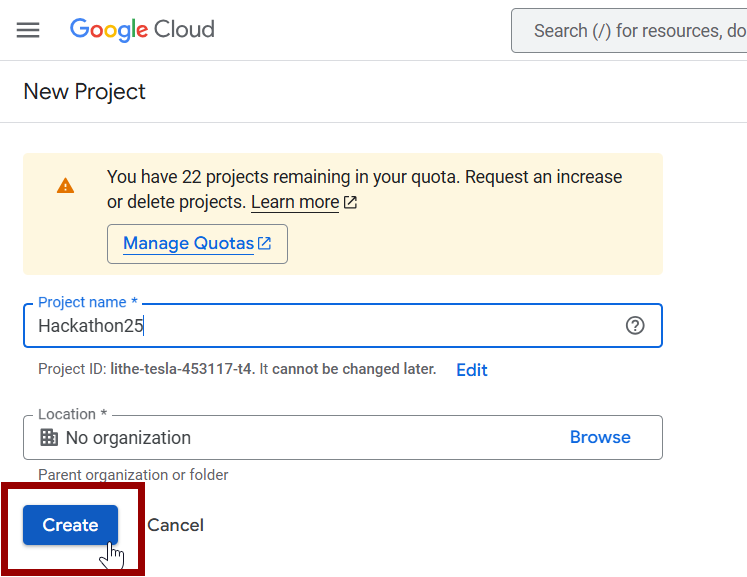 Google Cloud
Search (/) for resources, do
New Project
You have 22 projects remaining in your quota. Request an increase
or delete projects. Learn more
Manage Quotas
Project name *
Hackathon25
Project ID: lithe-tesla-453117-t4. It cannot be changed later. Edit
Location *
No organization Browse
Parent organization or folder
Create Cancel